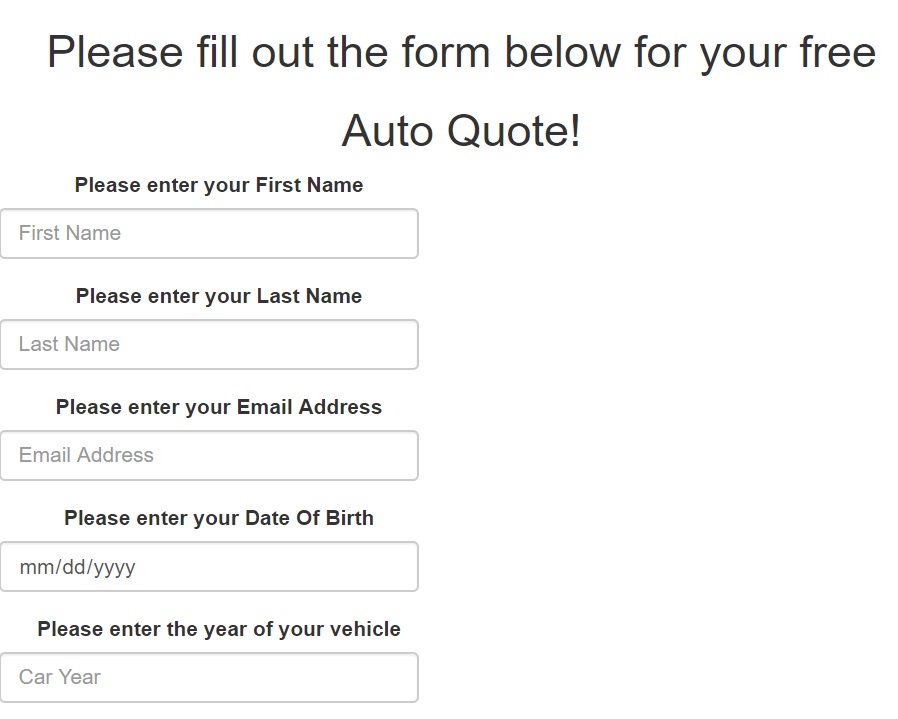 Please fill out the form below for your free
Auto Quote!
Please enter your First Name
First Name
Please enter your Last Name
Last Name
Please enter your Email Address
Email Address
Please enter your Date Of Birth
mm/dd/yyyy
Please enter the year of your vehicle
Car Year